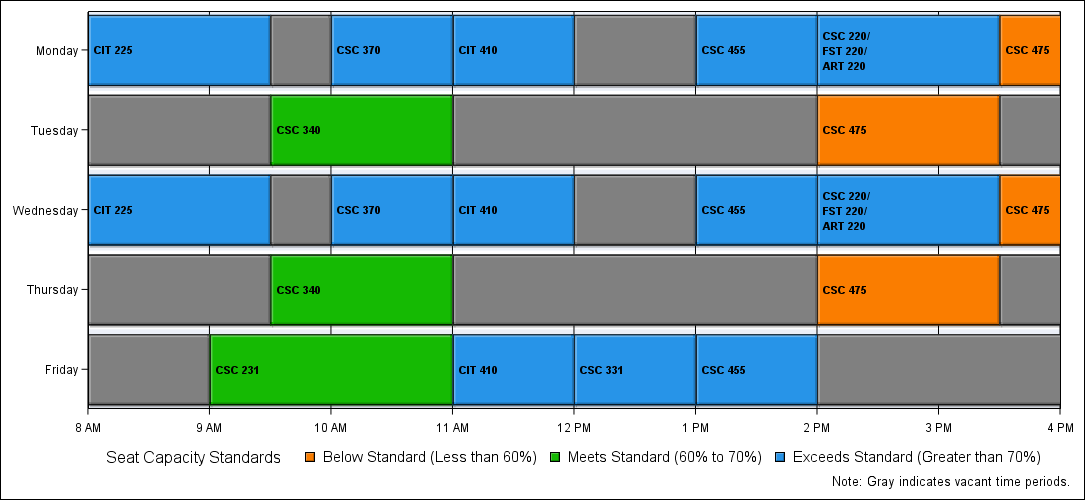 Monday
CIT 225
CSC 370
CIT 410
CSC 455
CSC 220/
FST 220/
ART 220
CSC 475
Tuesday
CSC 340
CSC 475
Wednesday
CIT 225
CSC 370
CIT 410
CSC 455
CSC 220/
FST 220/
ART 220
CSC 475
Thursday
CSC 340
CSC 475
Friday
CSC 231
CIT 410
CSC 331
CSC 455
8 AM 9 AM 10 AM 11 AM 12 PM 1 PM 2 PM 3 PM 4 PM
Seat Capacity Standards Below Standard (Less than 60%) Meets Standard (60% to 70%) Exceeds Standard (Greater than 70%)
Note: Gray indicates vacant time periods.